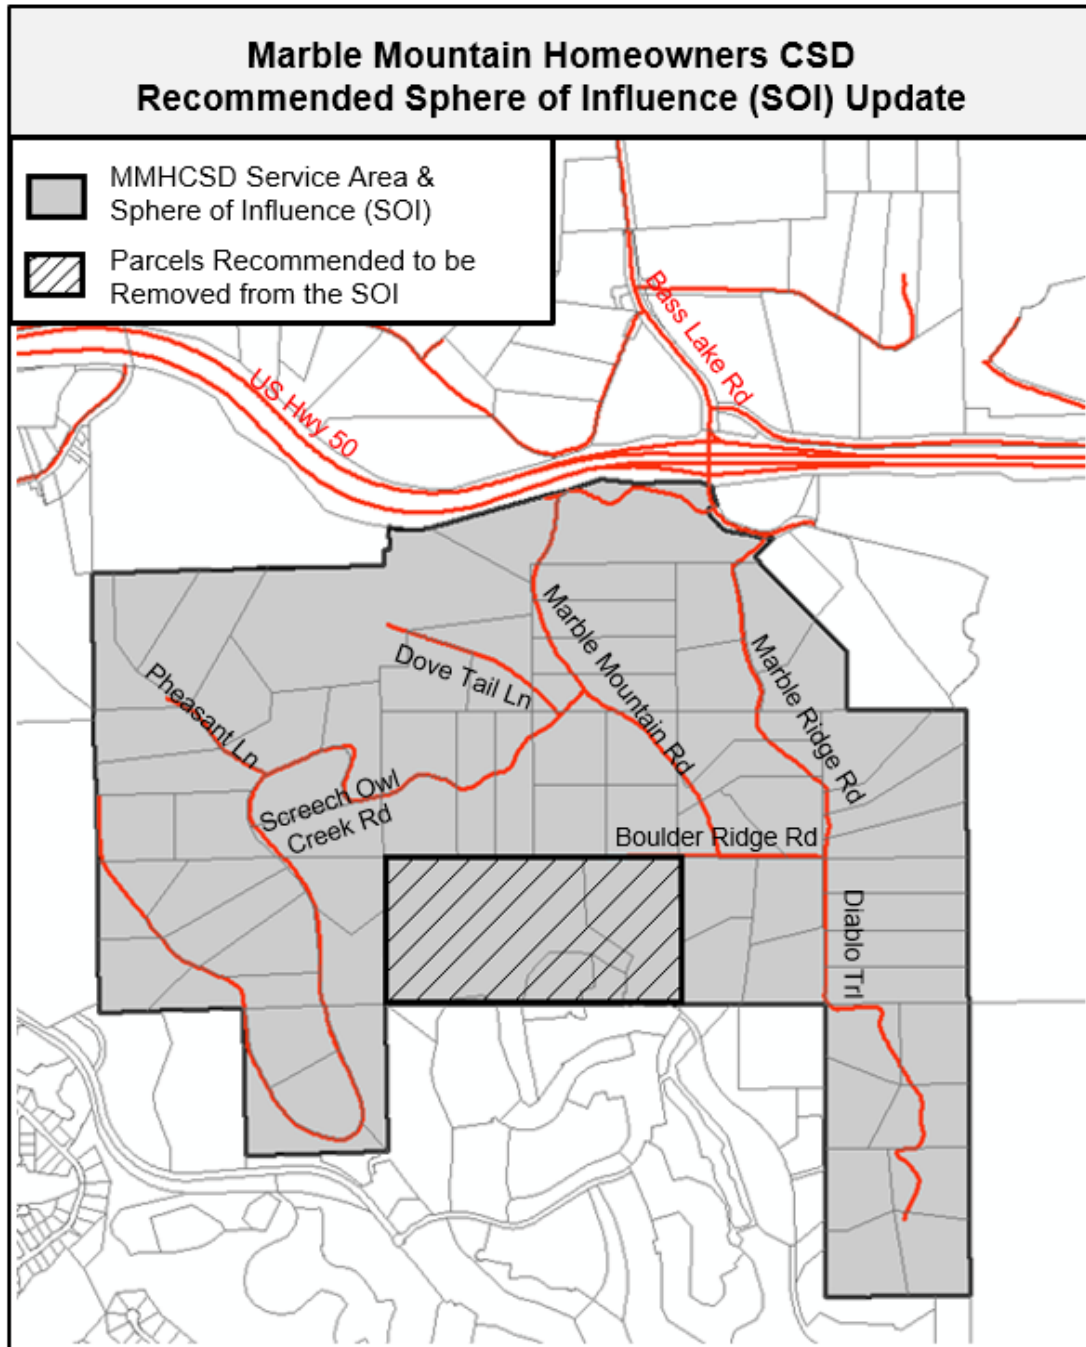 Marble Mountain Homeowners CSD
Recommended Sphere of Influence (SOI) Update
MMHCSD Service Area &
Sphere of Influence (SOI)
Parcels Recommended to be
Removed from the SOI
Bass Lake Rd
US Hwy 50
Marble Mountain Rd
Dove Tail Ln
Marble Ridge Rd
Pheasant Ln
Screech Owl
Creek Rd
Boulder Ridge Rd
Diablo Trl